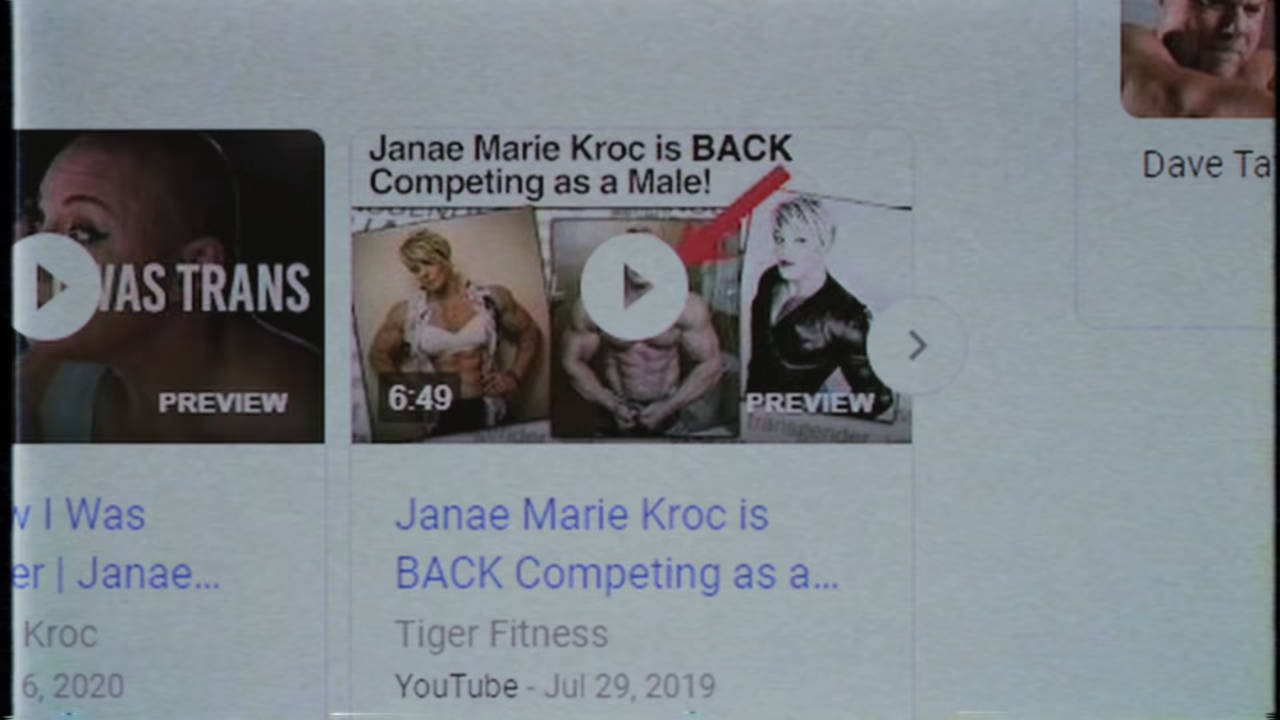 Janae Marie Kroc is BACK
Competing as a Male!
WAS TRANS
PREVIEW
6:49
PREVIEW
transgender
Dave Ta
w I Was
er | Janae...
Kroc
6, 2020
Janae Marie Kroc is
BACK Competing as a...
Tiger Fitness
YouTube - Jul 29, 2019